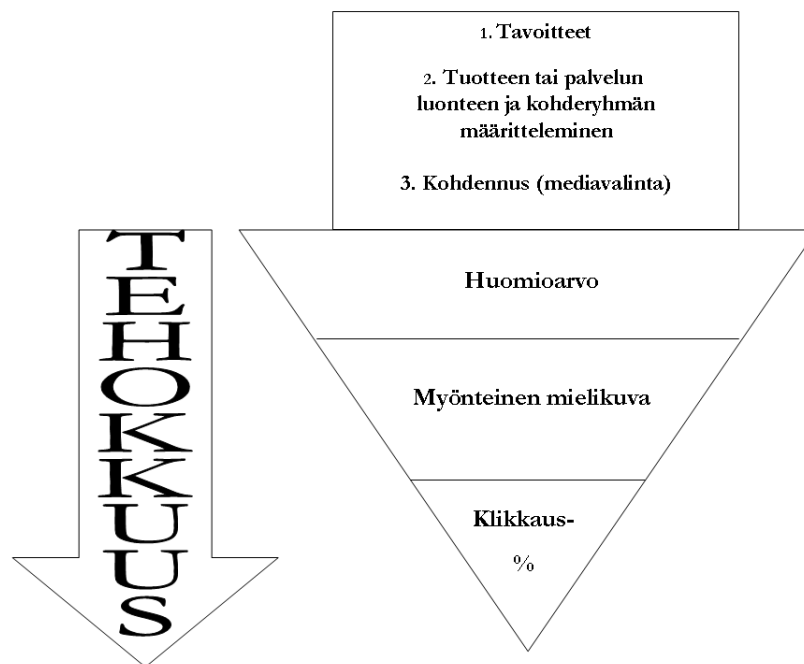 1. Tavoitteet
2. Tuotteen tai palvelun
luonteen ja kohderyhmän
määritteleminen
3. Kohdennus (mediavalinta)
TEHOKKUUS
Huomioarvo
Myönteinen mielikuva
Klikkaus-
%